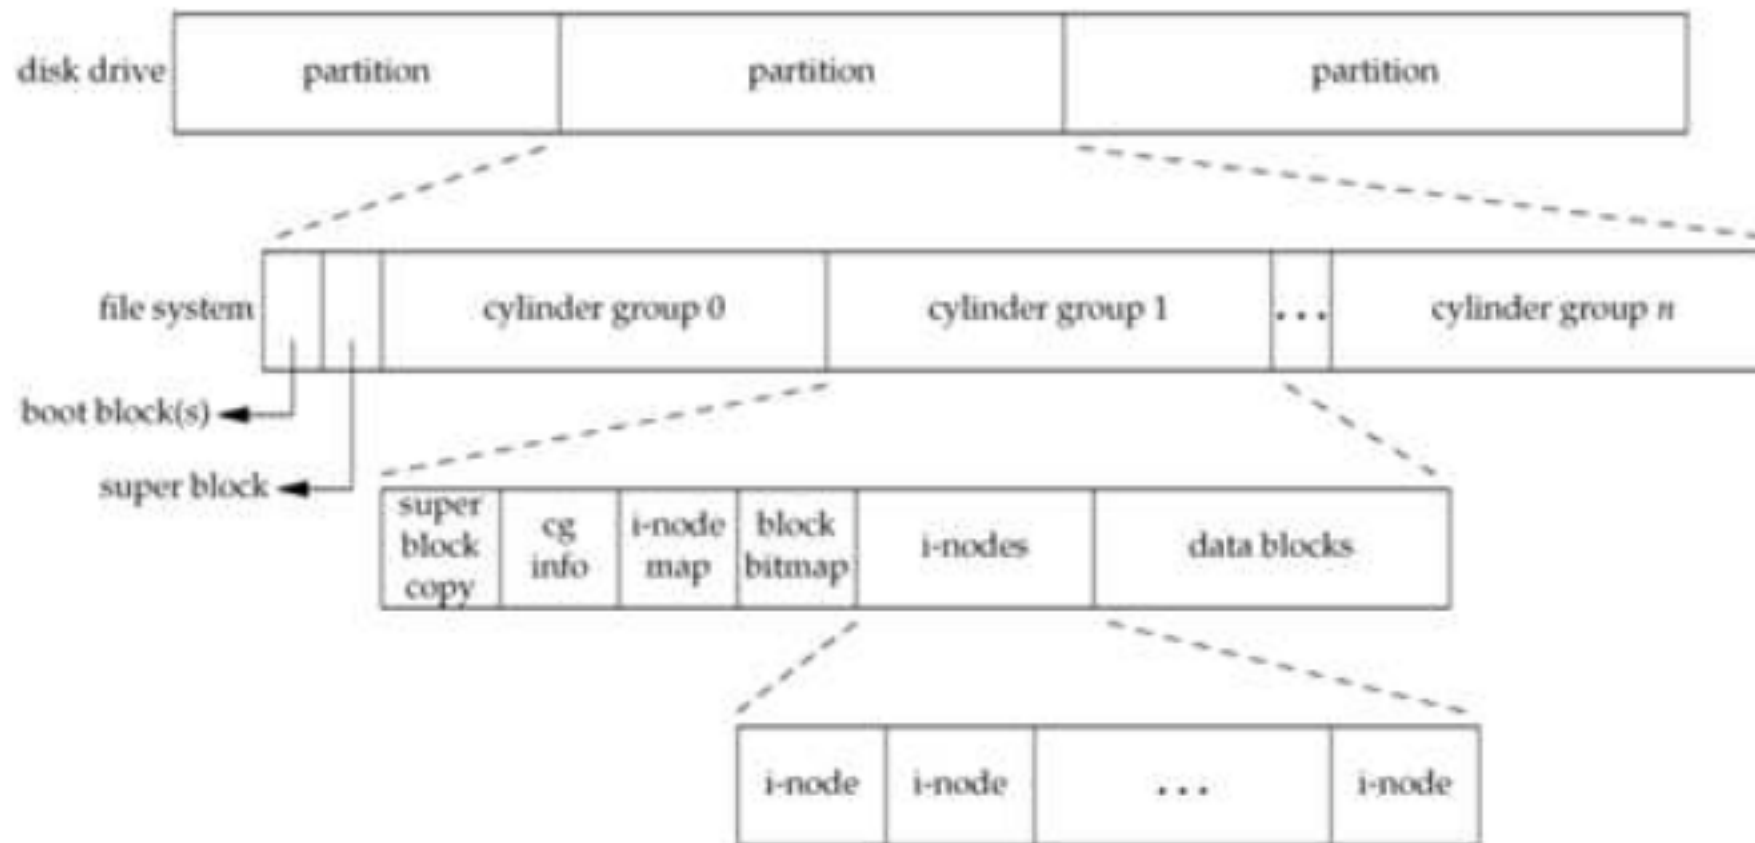 disk drive partition partition partition
file system cylinder group 0 cylinder group 1 ... cylinder group n
boot block(s)
super block
super block copy
cg info
i-node map
block bitmap
i-nodes
data blocks
i-node i-node ... i-node